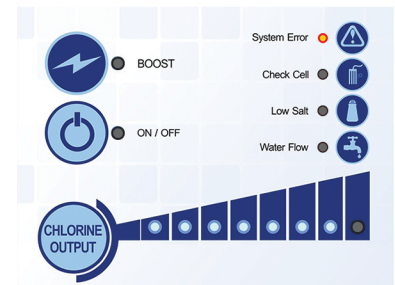 System Error
BOOST
Check Cell
Low Salt
ON / OFF
Water Flow
CHLORINE
OUTPUT